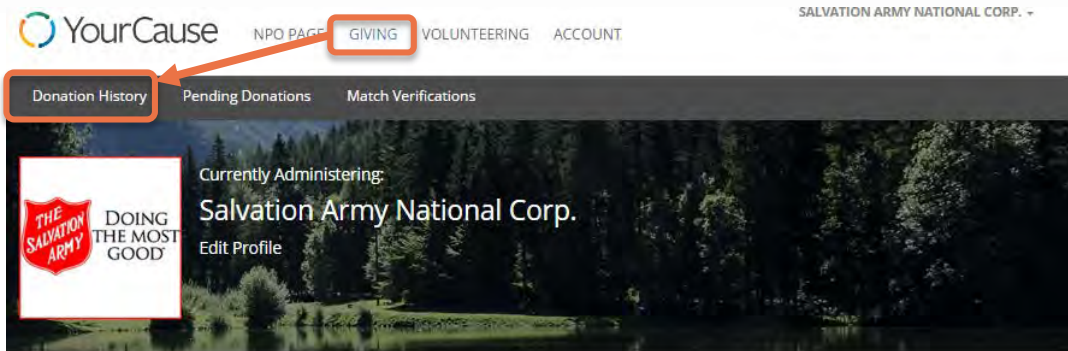 SALVATION ARMY NATIONAL CORP.
YourCause NPO PAGE GIVING VOLUNTEERING ACCOUNT
Donation History Pending Donations Match Verifications
Currently Administering:
Salvation Army National Corp.
Edit Profile
THE
SALVATION
ARMY
DOING
THE MOST
GOOD